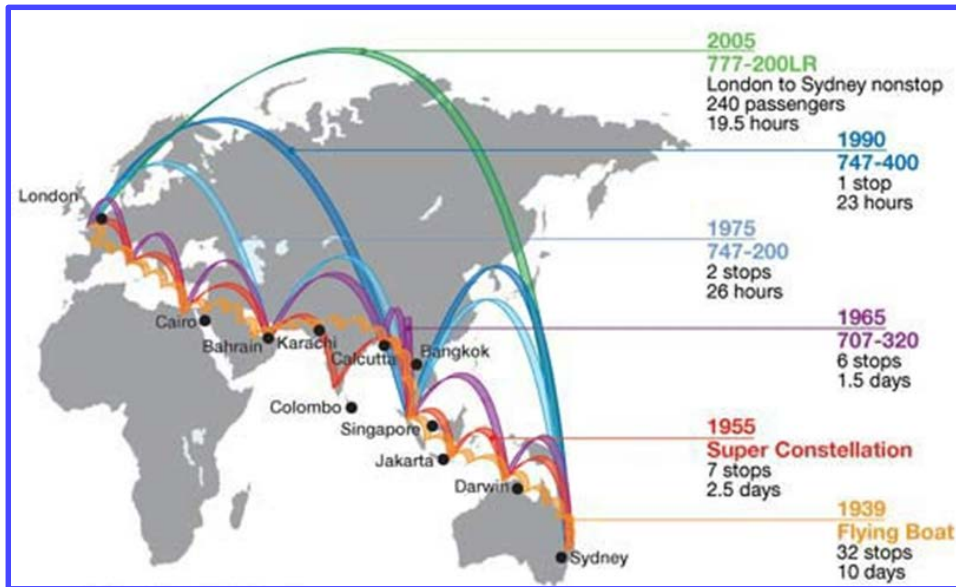 2005
777-200LR
London to Sydney nonstop
240 passengers
19.5 hours
1990
747-400
1 stop
23 hours
London
1975
747-200
2 stops
26 hours
Cairo
Bahrain
Karachi
Calcutta
Bangkok
1965
707-320
6 stops
1.5 days
Colombo
Singapore
Jakarta
Darwin
1955
Super Constellation
7 stops
2.5 days
1939
Flying Boat
32 stops
10 days
Sydney